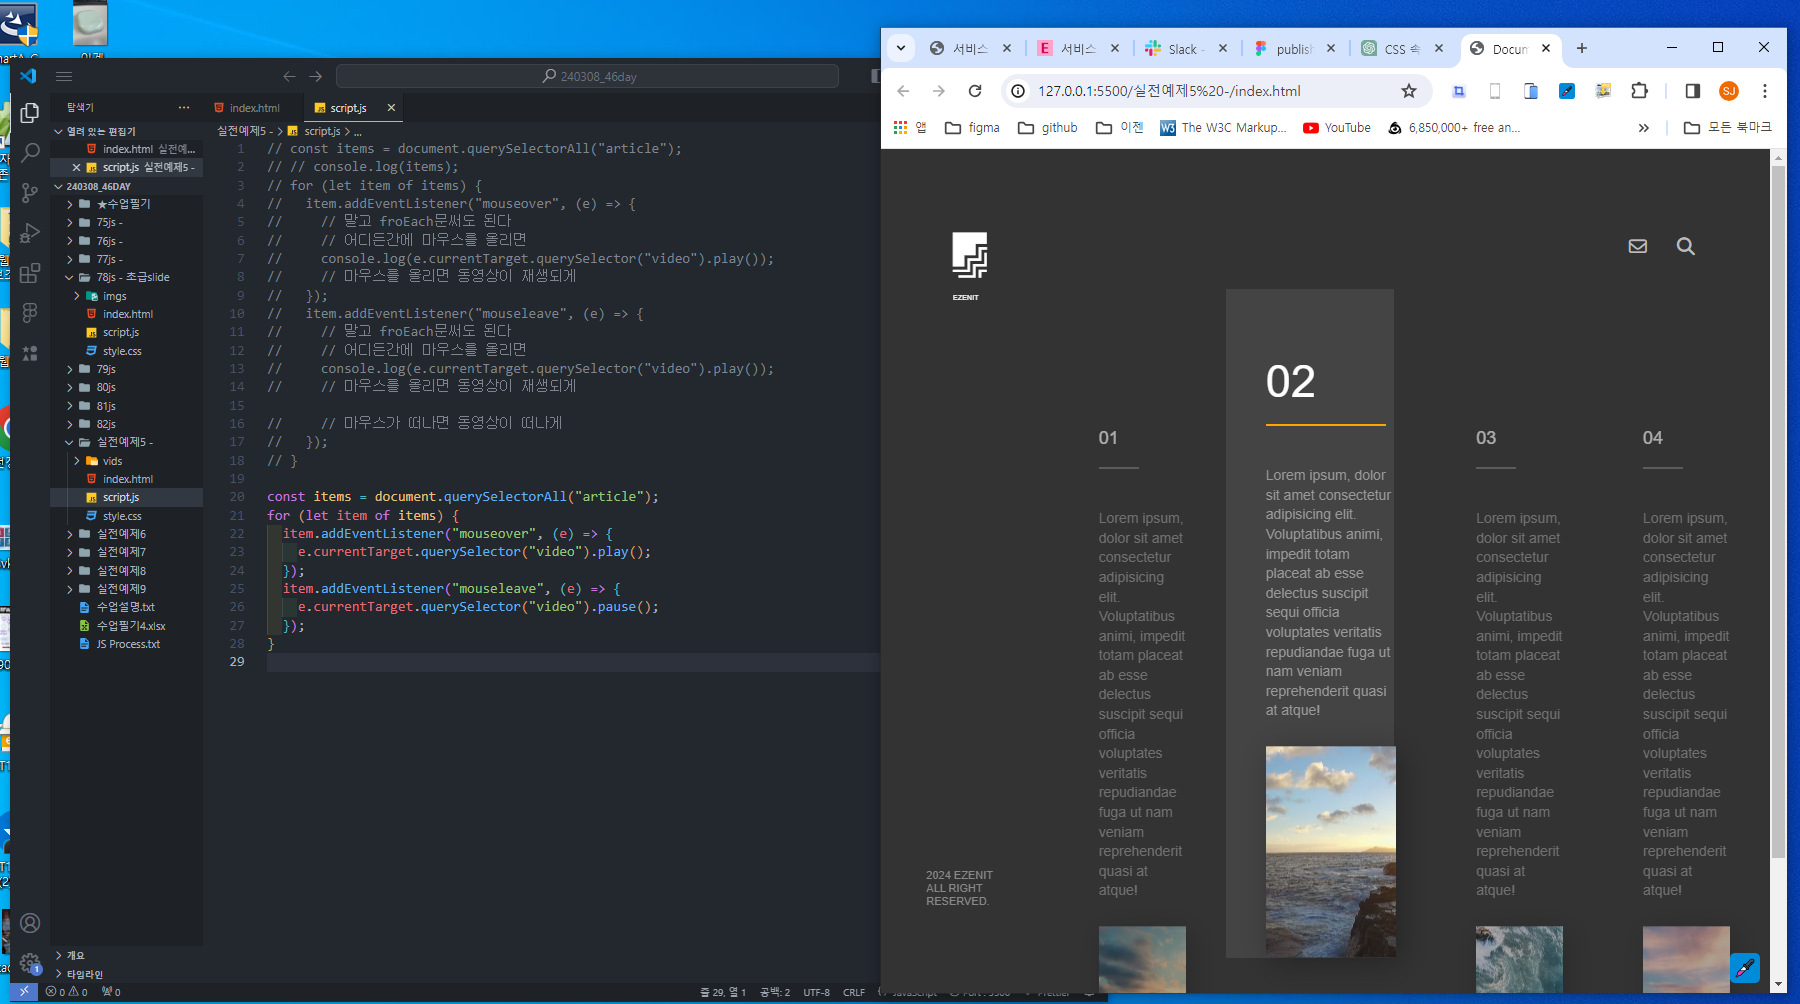 240308_46day
탐색기
index.html
script.js
열려 있는 편집기
index.html 실전예...
script.js 실전예제5 -
240308_46DAY
★수업필기
75js -
76js -
77js -
78js - 초급slide
imgs
index.html
script.js
style.css
79js
80js
81js
82js
실전예제5 -
vids
index.html
script.js
style.css
실전예제6
실전예제7
실전예제8
실전예제9
수업설명.txt
수업필기4.xlsx
JS Process.txt
개요
타임라인
실전예제5 - > script.js > ...
1 // const items = document.querySelectorAll("article");
2 // // console.log(items);
3 // for (let item of items) {
4 //   item.addEventListener("mouseover", (e) => {
5 //     // 말고 froEach문써도 된다
6 //     // 어디든간에 마우스를 올리면
7 //     console.log(e.currentTarget.querySelector("video").play());
8 //     // 마우스를 올리면 동영상이 재생되게
9 //   });
10 //   item.addEventListener("mouseleave", (e) => {
11 //     // 말고 froEach문써도 된다
12 //     // 어디든간에 마우스를 올리면
13 //     console.log(e.currentTarget.querySelector("video").play());
14 //     // 마우스를 올리면 동영상이 재생되게
15
16 //     // 마우스가 떠나면 동영상이 떠나게
17 //   });
18 // }
19
20 const items = document.querySelectorAll("article");
21 for (let item of items) {
22   item.addEventListener("mouseover", (e) => {
23     e.currentTarget.querySelector("video").play();
24   });
25   item.addEventListener("mouseleave", (e) => {
26     e.currentTarget.querySelector("video").pause();
27   });
28 }
29
1
0 0 0
줄 29, 열 1
공백: 2
UTF-8
CRLF
서비스
서비스
Slack -
publish
CSS 속
Docum
127.0.0.1:5500/실전예제5%20-/index.html
SJ
앱
figma
github
이젠
The W3C Markup...
YouTube
6,850,000+ free an...
모든 북마크
EZENIT
01
Lorem ipsum,
dolor sit amet
consectetur
adipisicing
elit.
Voluptatibus
animi, impedit
totam placeat
ab esse
delectus
suscipit sequi
officia
voluptates
veritatis
repudiandae
fuga ut nam
veniam
reprehenderit
quasi at
atque!
02
Lorem ipsum, dolor
sit amet consectetur
adipisicing elit.
Voluptatibus animi,
impedit totam
placeat ab esse
delectus suscipit
sequi officia
voluptates veritatis
repudiandae fuga ut
nam veniam
reprehenderit quasi
at atque!
03
Lorem ipsum,
dolor sit amet
consectetur
adipisicing
elit.
Voluptatibus
animi, impedit
totam placeat
ab esse
delectus
suscipit sequi
officia
voluptates
veritatis
repudiandae
fuga ut nam
veniam
reprehenderit
quasi at
atque!
04
Lorem ipsum,
dolor sit amet
consectetur
adipisicing
elit.
Voluptatibus
animi, impedit
totam placeat
ab esse
delectus
suscipit sequi
officia
voluptates
veritatis
repudiandae
fuga ut nam
veniam
reprehenderit
quasi at
atque!
2024 EZENIT
ALL RIGHT
RESERVED.